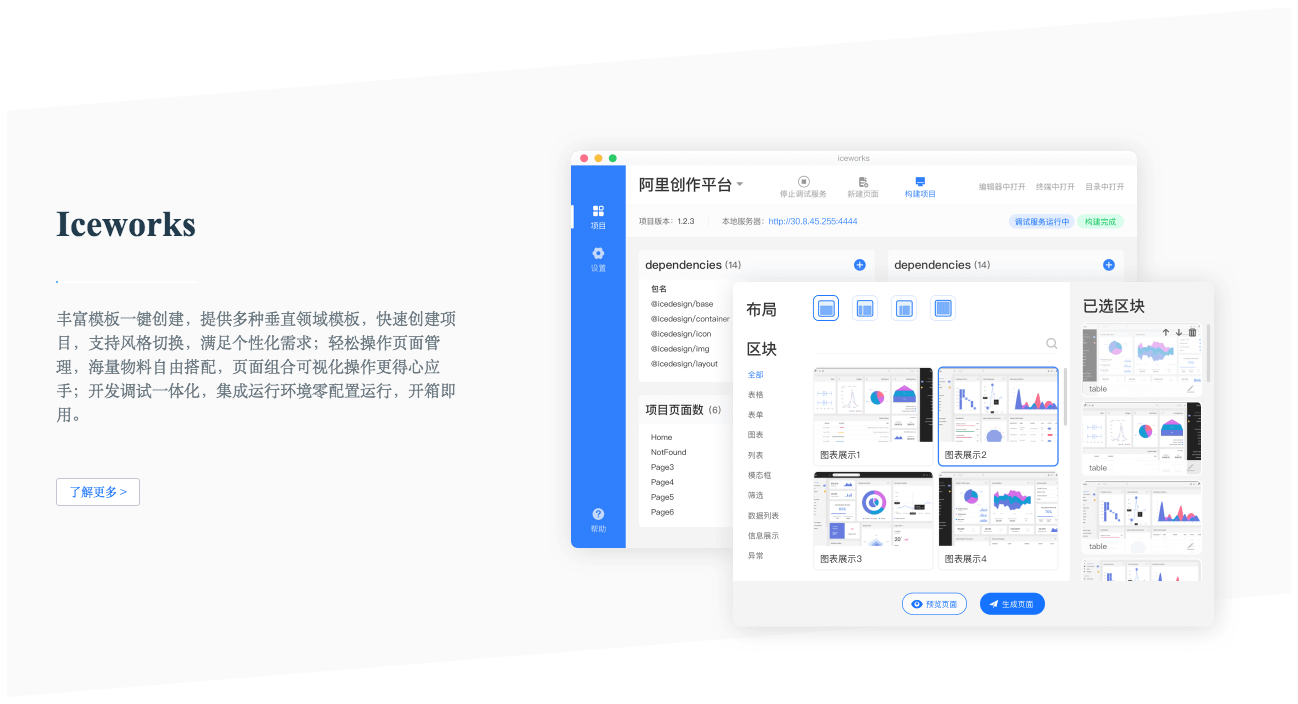 Iceworks
丰富模板一键创建，提供多种垂直领域模板，快速创建项
目，支持风格切换，满足个性化需求；轻松操作页面管
理，海量物料自由搭配，页面组合可视化操作更得心应
手；开发调试一体化，集成运行环境零配置运行，开箱即
用。
了解更多 >
iceworks
阿里创作平台
停止调试服务
新建页面
构建项目
编辑器中打开 终端中打开 目录中打开
项目
设置
帮助
项目版本：1.2.3 本地服务器：http://30.8.45.255:4444
调试服务运行中 构建完成
dependencies (14)
包名
@icedesign/base
@icedesign/container
@icedesign/icon
@icedesign/img
@icedesign/layout
dependencies (14)
项目页面数 (6)
Home
NotFound
Page3
Page4
Page5
Page6
布局
区块
全部
表格
表单
图表
列表
模态框
筛选
数据列表
信息展示
异常
图表展示1
图表展示2
图表展示3
图表展示4
已选区块
table
table
table
预览页面
生成页面